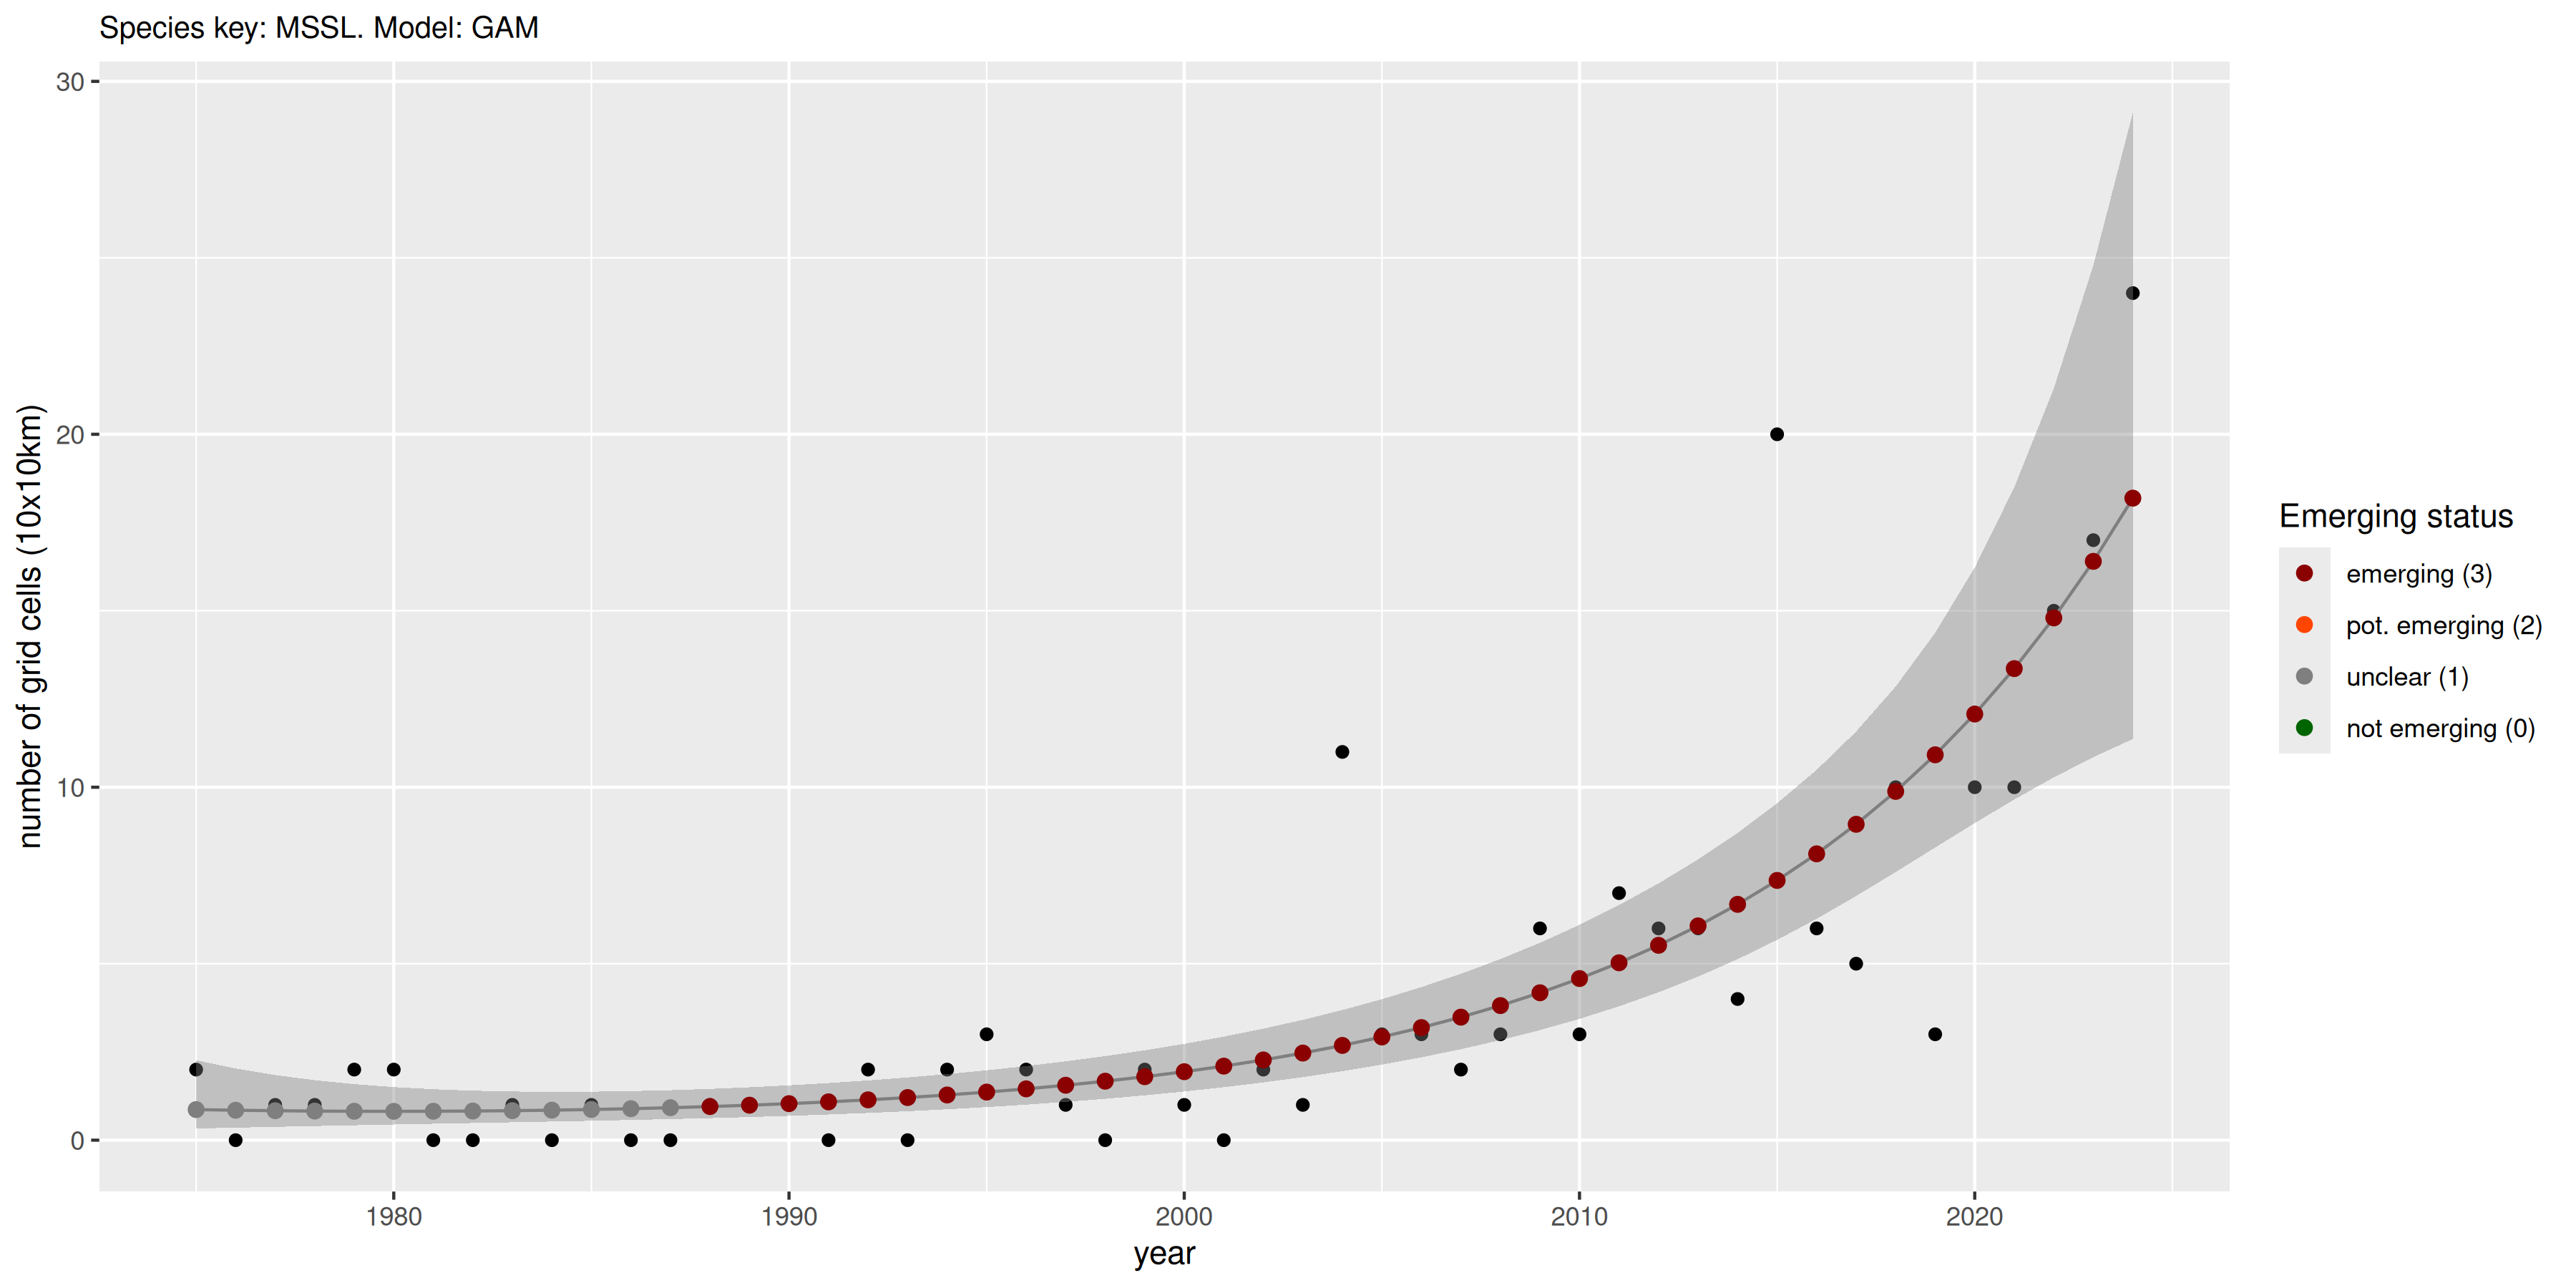 Species key: MSSL. Model: GAM
30
20
10
0
number of grid cells (10x10km)
1980
1990
2000
2010
2020
year
Emerging status
emerging (3)
pot. emerging (2)
unclear (1)
not emerging (0)